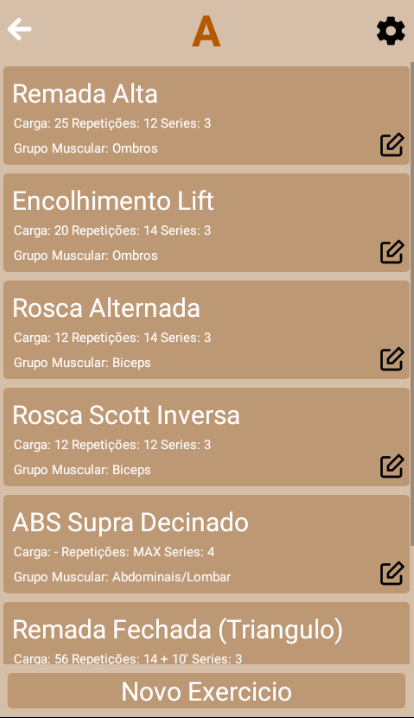 A
Remada Alta
Carga: 25 Repetições: 12 Series: 3
Grupo Muscular: Ombros
Encolhimento Lift
Carga: 20 Repetições: 14 Series: 3
Grupo Muscular: Ombros
Rosca Alternada
Carga: 12 Repetições: 14 Series: 3
Grupo Muscular: Biceps
Rosca Scott Inversa
Carga: 12 Repetições: 12 Series: 3
Grupo Muscular: Biceps
ABS Supra Decinado
Carga: - Repetições: MAX Series: 4
Grupo Muscular: Abdominais/Lombar
Remada Fechada (Triangulo)
Carga: 56 Repetições: 14 + 10' Series: 3
Novo Exercicio